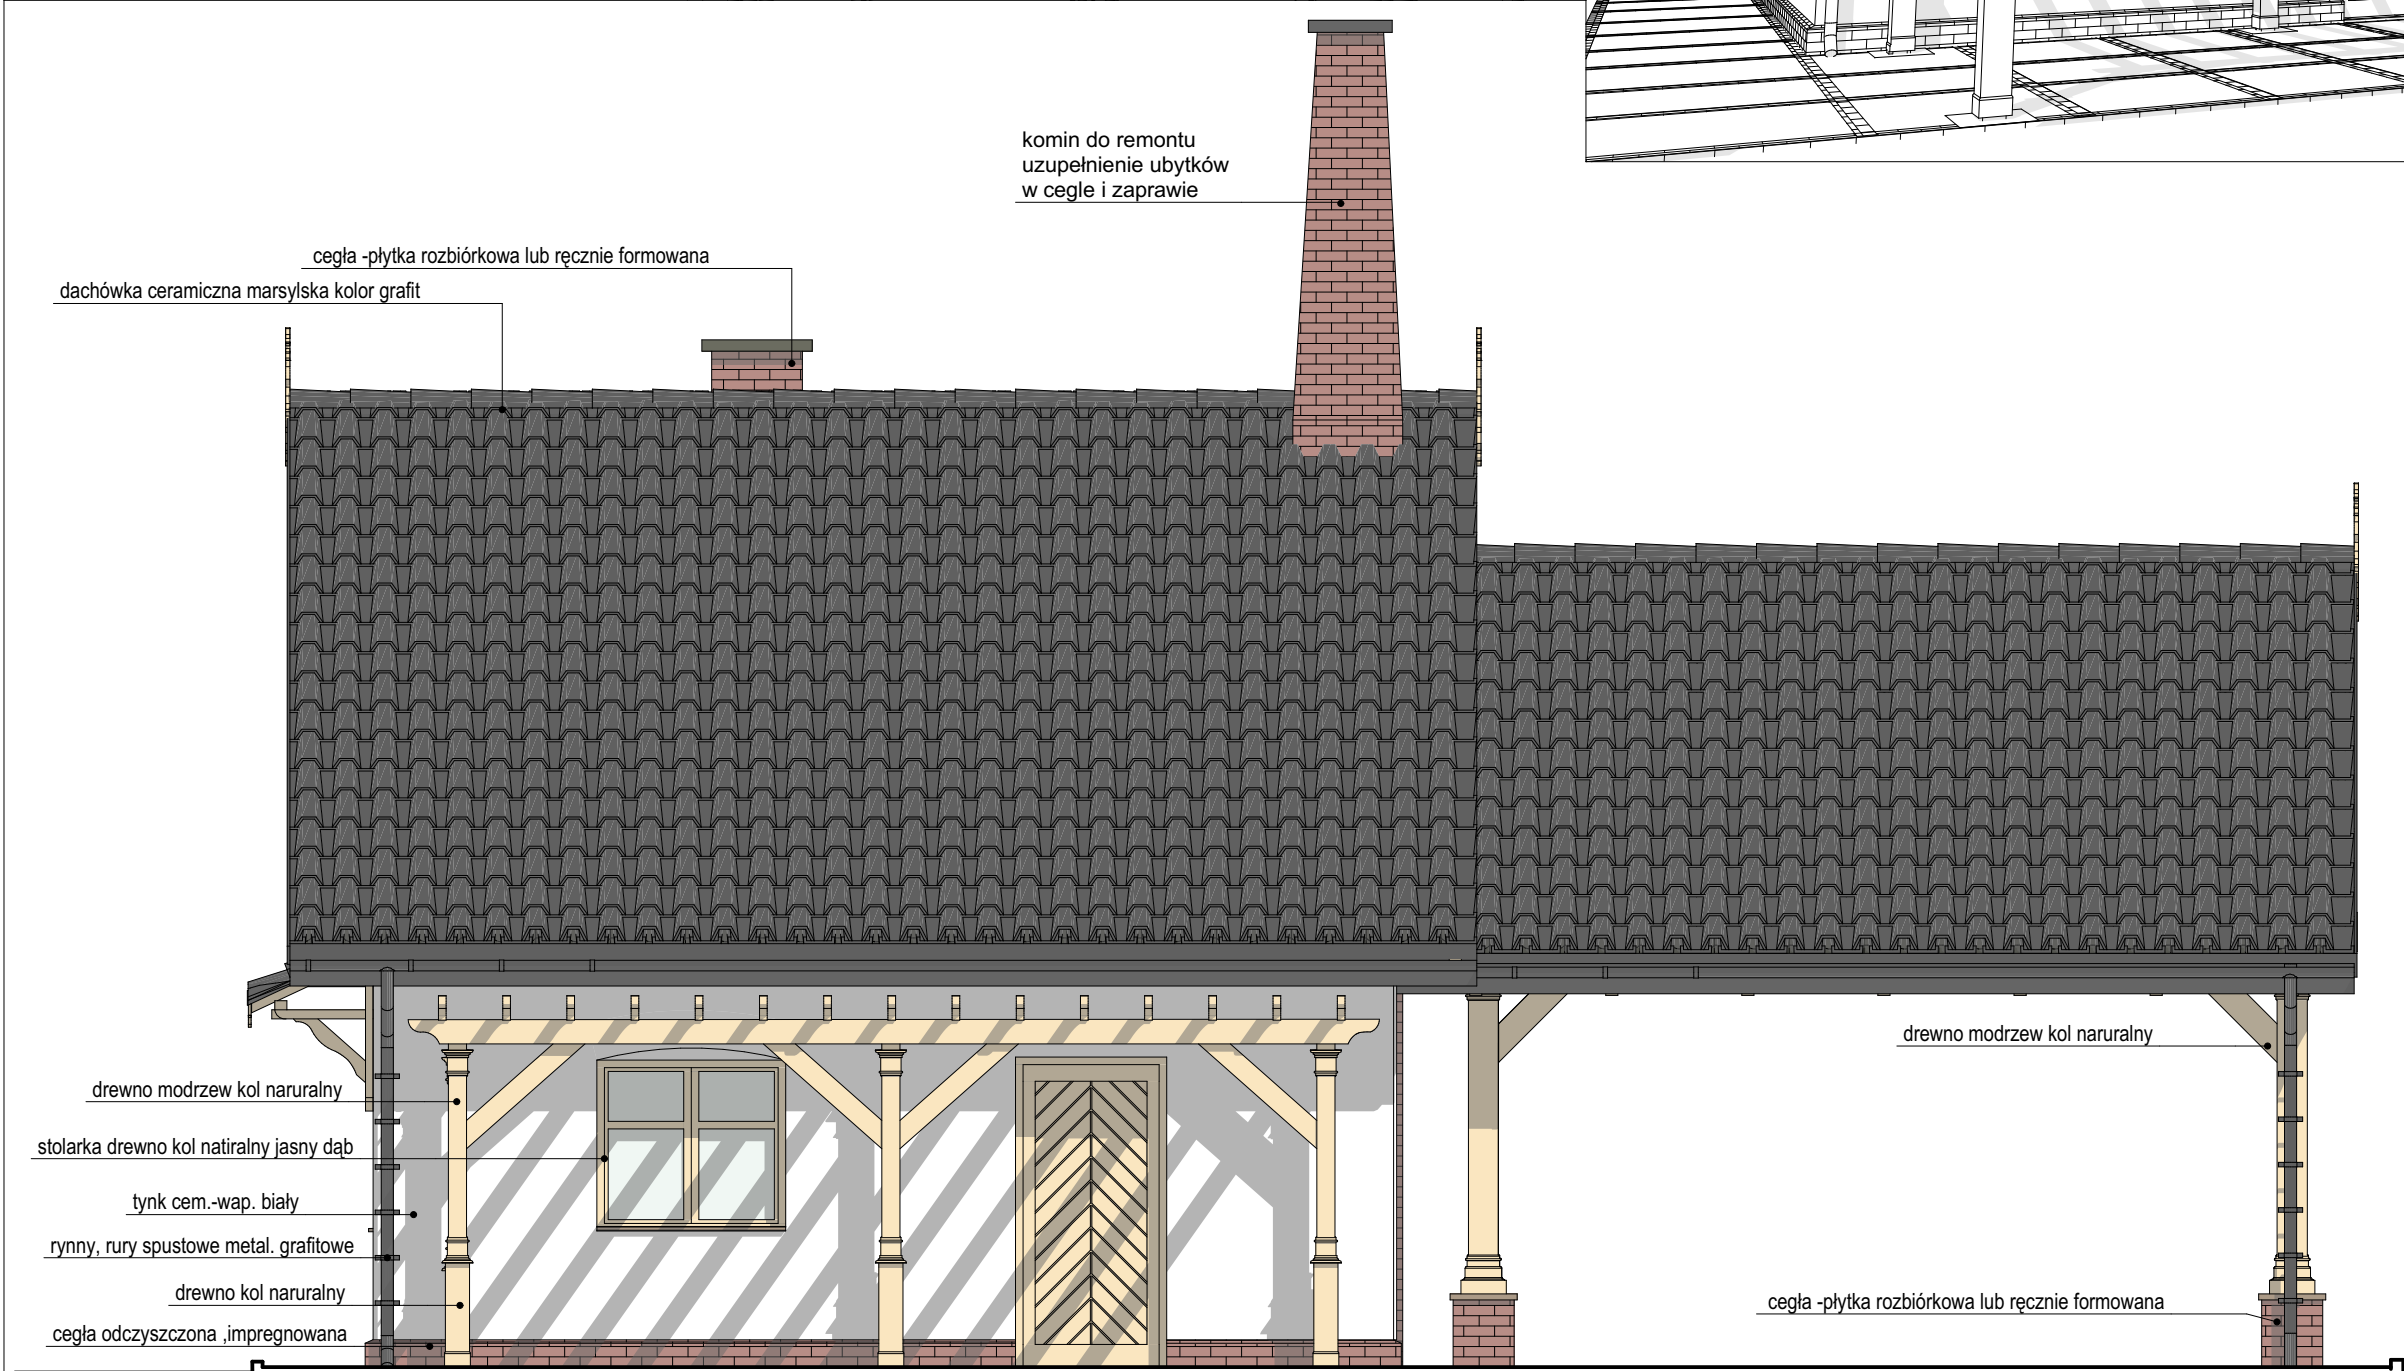 komin do remontu
uzupełnienie ubytków
w cegle i zaprawie
cegła -płytka rozbiórkowa lub ręcznie formowana
dachówka ceramiczna marsylska kolor grafit
drewno modrzew kol naruralny
drewno modrzew kol naruralny
stolarka drewno kol natiralny jasny dąb
tynk cem.-wap. biały
rynny, rury spustowe metal. grafitowe
drewno kol naruralny
cegła -płytka rozbiórkowa lub ręcznie formowana
cegła odczyszczona ,impregnowana